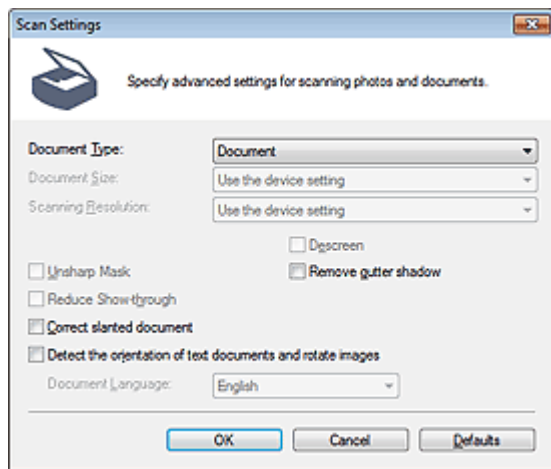 Scan Settings
Specify advanced settings for scanning photos and documents.
Document Type: Document
Document Size: Use the device setting
Scanning Resolution: Use the device setting
Descreen
Unsharp Mask Remove gutter shadow
Reduce Show-through
Correct slanted document
Detect the orientation of text documents and rotate images
Document Language: English
OK Cancel Defaults